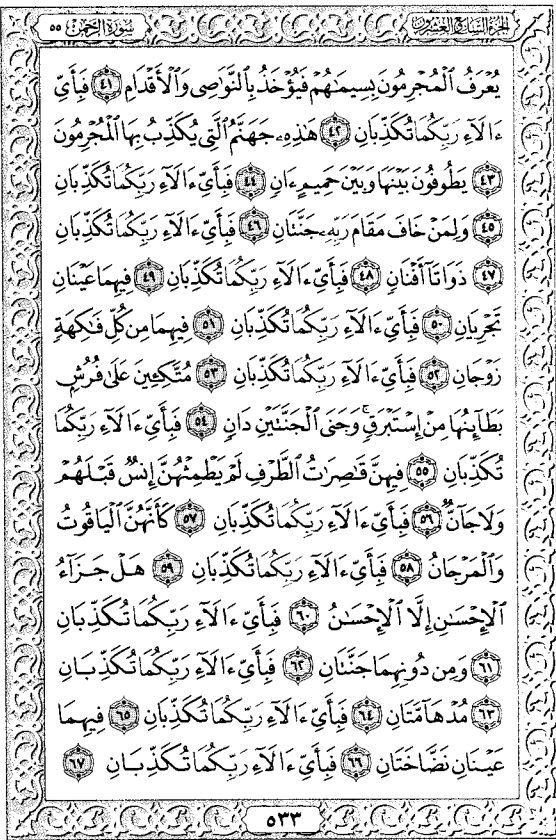 الجزء السابع والعشرون
سورة الرحمن ٥٥
يُعْرَفُ ٱلْمُجْرِمُونَ بِسِيمَٰهُمْ فَيُؤْخَذُ بِٱلنَّوَٰصِى وَٱلْأَقْدَامِ ٤١ فَبِأَىِّ
ءَالَآءِ رَبِّكُمَا تُكَذِّبَانِ ٤٢ هَٰذِهِۦ جَهَنَّمُ ٱلَّتِى يُكَذِّبُ بِهَا ٱلْمُجْرِمُونَ
٤٣ يَطُوفُونَ بَيْنَهَا وَبَيْنَ حَمِيمٍ ءَانٍ ٤٤ فَبِأَىِّ ءَالَآءِ رَبِّكُمَا تُكَذِّبَانِ
٤٥ وَلِمَنْ خَافَ مَقَامَ رَبِّهِۦ جَنَّتَانِ ٤٦ فَبِأَىِّ ءَالَآءِ رَبِّكُمَا تُكَذِّبَانِ
٤٧ ذَوَاتَآ أَفْنَانٍ ٤٨ فَبِأَىِّ ءَالَآءِ رَبِّكُمَا تُكَذِّبَانِ ٤٩ فِيهِمَا عَيْنَانِ
تَجْرِيَانِ ٥٠ فَبِأَىِّ ءَالَآءِ رَبِّكُمَا تُكَذِّبَانِ ٥١ فِيهِمَا مِن كُلِّ فَٰكِهَةٍ
زَوْجَانِ ٥٢ فَبِأَىِّ ءَالَآءِ رَبِّكُمَا تُكَذِّبَانِ ٥٣ مُتَّكِـِٔينَ عَلَىٰ فُرُشٍۭ
بَطَآئِنُهَا مِنْ إِسْتَبْرَقٍ ۚ وَجَنَى ٱلْجَنَّتَيْنِ دَانٍ ٥٤ فَبِأَىِّ ءَالَآءِ رَبِّكُمَا
تُكَذِّبَانِ ٥٥ فِيهِنَّ قَٰصِرَٰتُ ٱلطَّرْفِ لَمْ يَطْمِثْهُنَّ إِنسٌ قَبْلَهُمْ
وَلَا جَآنٌّ ٥٦ فَبِأَىِّ ءَالَآءِ رَبِّكُمَا تُكَذِّبَانِ ٥٧ كَأَنَّهُنَّ ٱلْيَاقُوتُ
وَٱلْمَرْجَانُ ٥٨ فَبِأَىِّ ءَالَآءِ رَبِّكُمَا تُكَذِّبَانِ ٥٩ هَلْ جَزَآءُ
ٱلْإِحْسَٰنِ إِلَّا ٱلْإِحْسَٰنُ ٦٠ فَبِأَىِّ ءَالَآءِ رَبِّكُمَا تُكَذِّبَانِ
٦١ وَمِن دُونِهِمَا جَنَّتَانِ ٦٢ فَبِأَىِّ ءَالَآءِ رَبِّكُمَا تُكَذِّبَانِ
٦٣ مُدْهَآمَّتَانِ ٦٤ فَبِأَىِّ ءَالَآءِ رَبِّكُمَا تُكَذِّبَانِ ٦٥ فِيهِمَا
عَيْنَانِ نَضَّاخَتَانِ ٦٦ فَبِأَىِّ ءَالَآءِ رَبِّكُمَا تُكَذِّبَانِ ٦٧
٥٣٣